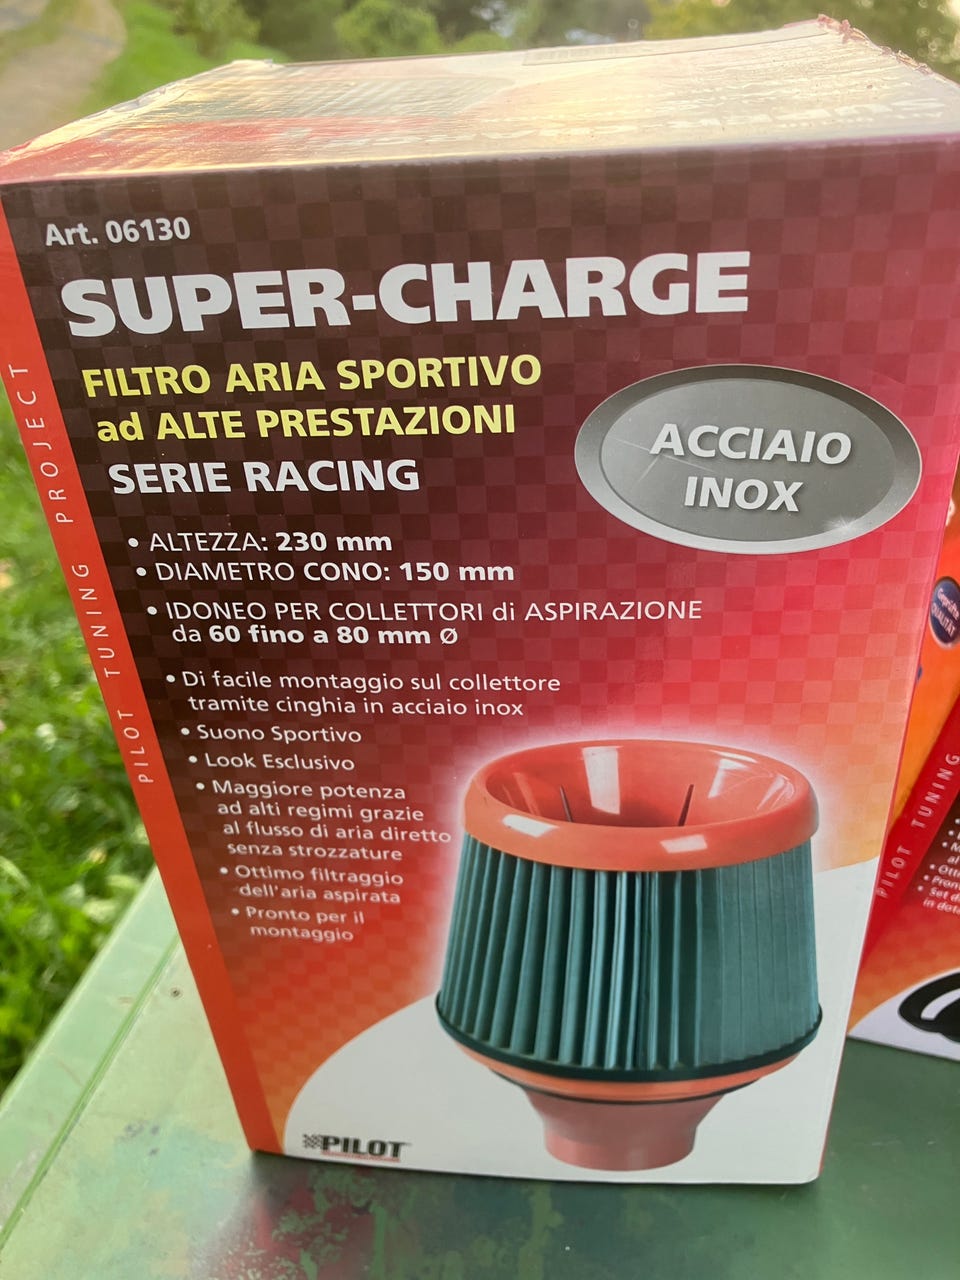 Art. 06130
SUPER-CHARGE
FILTRO ARIA SPORTIVO
ad ALTE PRESTAZIONI
SERIE RACING
ACCIAIO
INOX
• ALTEZZA: 230 mm
• DIAMETRO CONO: 150 mm
• IDONEO PER COLLETTORI di ASPIRAZIONE
da 60 fino a 80 mm Ø
• Di facile montaggio sul collettore
tramite cinghia in acciaio inox
• Suono Sportivo
• Look Esclusivo
• Maggiore potenza
ad alti regimi grazie
al flusso di aria diretto
senza strozzature
• Ottimo filtraggio
dell'aria aspirata
• Pronto per il
montaggio
PILOT
PILOT TUNING PROJECT
Geprüfte
QUALITÄT
PILOT TUNING